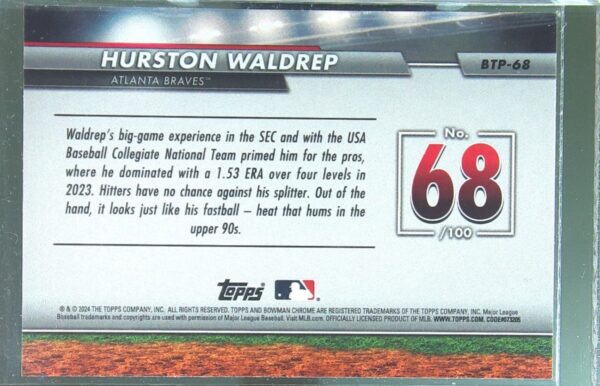 HURSTON WALDREP
BTP-68
ATLANTA BRAVES™
Waldrep's big-game experience in the SEC and with the USA
Baseball Collegiate National Team primed him for the pros,
where he dominated with a 1.53 ERA over four levels in
2023. Hitters have no chance against his splitter. Out of the
hand, it looks just like his fastball – heat that hums in the
upper 90s.
No.
68
/100
Topps
® & © 2024 THE TOPPS COMPANY, INC. ALL RIGHTS RESERVED. TOPPS AND BOWMAN CHROME ARE REGISTERED TRADEMARKS OF THE TOPPS COMPANY, INC. Major League
Baseball trademarks and copyrights are used with permission of Major League Baseball. Visit MLB.com. OFFICIALLY LICENSED PRODUCT OF MLB. WWW.TOPPS.COM. CODE#673205